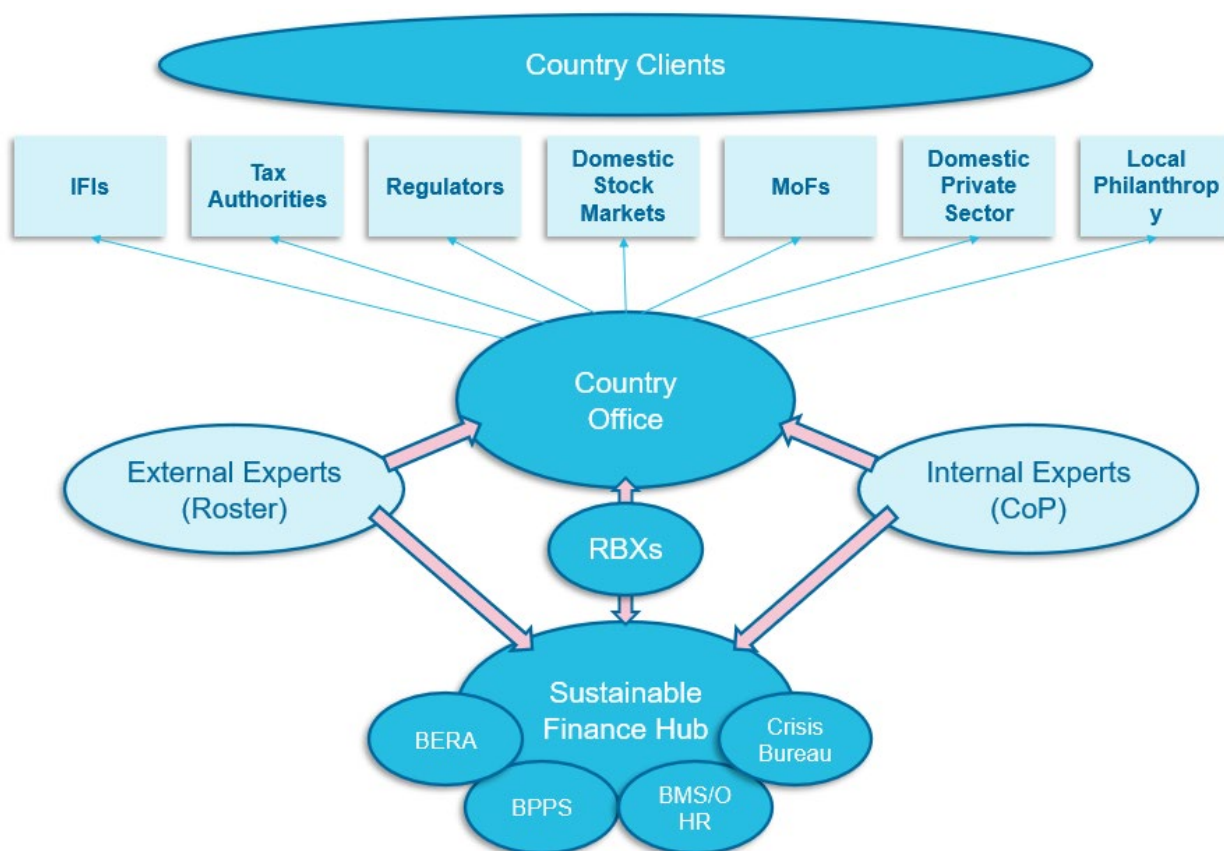 Country Clients
IFIs
Tax
Authorities
Regulators
Domestic
Stock
Markets
MoFs
Domestic
Private
Sector
Local
Philanthrop
y
Country
Office
External Experts
(Roster)
Internal Experts
(CoP)
RBXs
Sustainable
Finance Hub
BERA
Crisis
Bureau
BPPS
BMS/O
HR